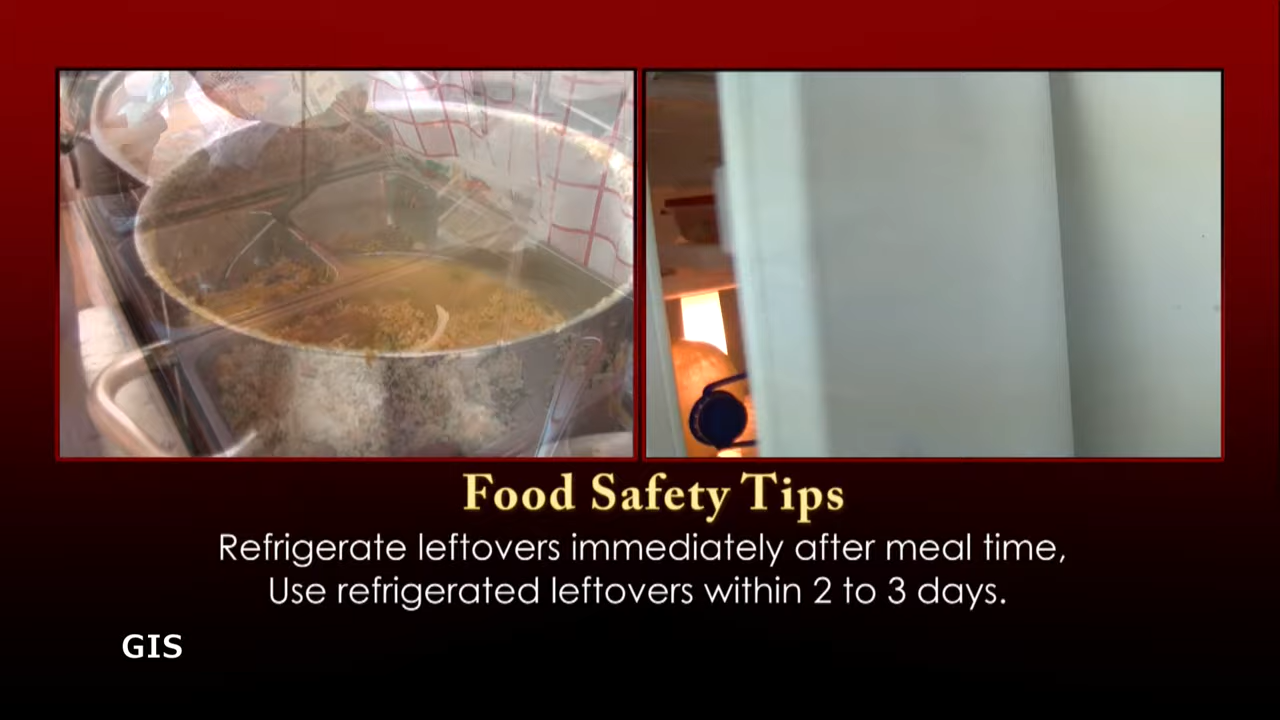 Food Safety Tips
Refrigerate leftovers immediately after meal time,
Use refrigerated leftovers within 2 to 3 days.
GIS